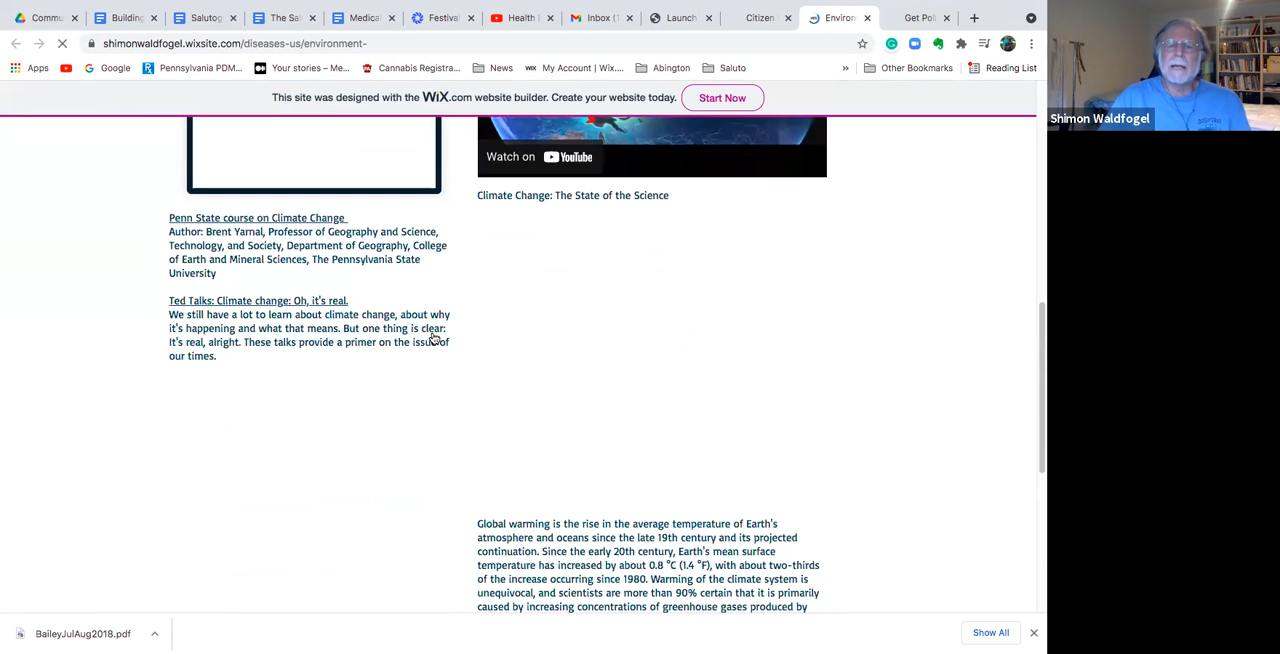 Commu
Building
Salutog
The Sal
Medical
Festival
Health I
Inbox (1
Launch
Citizen
Environ
Get Poli
shimonwaldfogel.wixsite.com/diseases-us/environment-
Apps
Google
Pennsylvania PDM...
Your stories – Me...
Cannabis Registra...
News
WiX My Account | Wix....
Abington
Saluto
»
Other Bookmarks
Reading List
This site was designed with the WiX.com website builder. Create your website today.
Start Now
Shimon Waldfogel
Watch on YouTube
Climate Change: The State of the Science
Penn State course on Climate Change
Author: Brent Yarnal, Professor of Geography and Science,
Technology, and Society, Department of Geography, College
of Earth and Mineral Sciences, The Pennsylvania State
University
Ted Talks: Climate change: Oh, it's real.
We still have a lot to learn about climate change, about why
it's happening and what that means. But one thing is clear:
It's real, alright. These talks provide a primer on the issue of
our times.
Global warming is the rise in the average temperature of Earth's
atmosphere and oceans since the late 19th century and its projected
continuation. Since the early 20th century, Earth's mean surface
temperature has increased by about 0.8 °C (1.4 °F), with about two-thirds
of the increase occurring since 1980. Warming of the climate system is
unequivocal, and scientists are more than 90% certain that it is primarily
caused by increasing concentrations of greenhouse gases produced by
BaileyJulAug2018.pdf
Show All